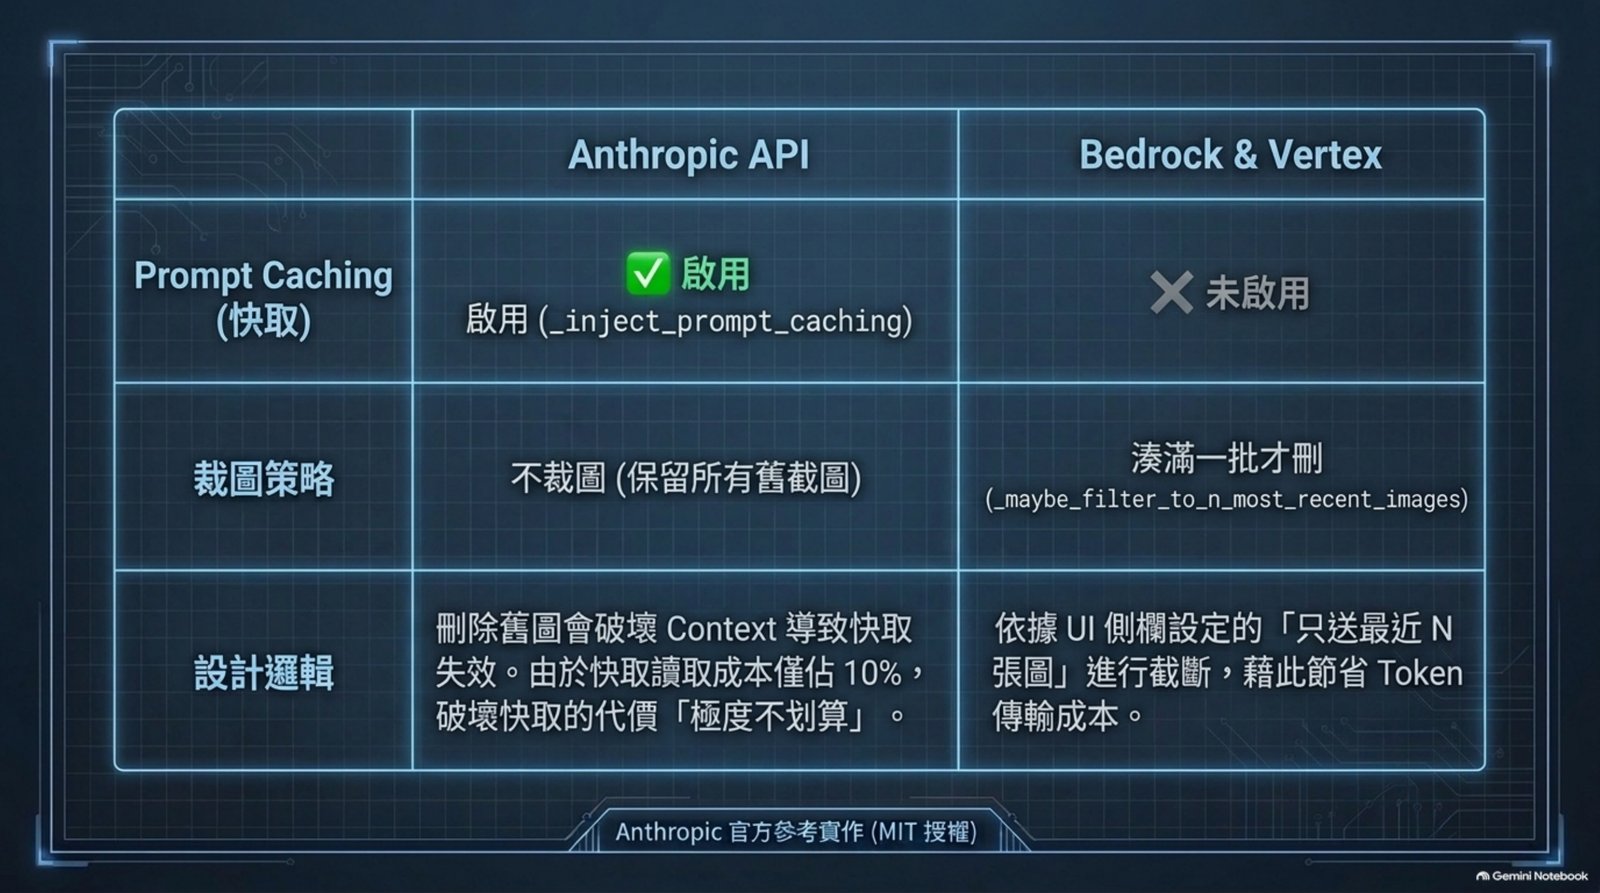 Anthropic API
Bedrock & Vertex
Prompt Caching
(快取)
✅ 啟用
啟用 (_inject_prompt_caching)
❌ 未啟用
裁圖策略
不裁圖 (保留所有舊截圖)
湊滿一批才刪
(_maybe_filter_to_n_most_recent_images)
設計邏輯
刪除舊圖會破壞 Context 導致快取
失效。由於快取讀取成本僅佔 10%，
破壞快取的代價「極度不划算」。
依據 UI 側欄設定的「只送最近 N
張圖」進行截斷，藉此節省 Token
傳輸成本。
Anthropic 官方參考實作 (MIT 授權)
Gemini Notebook